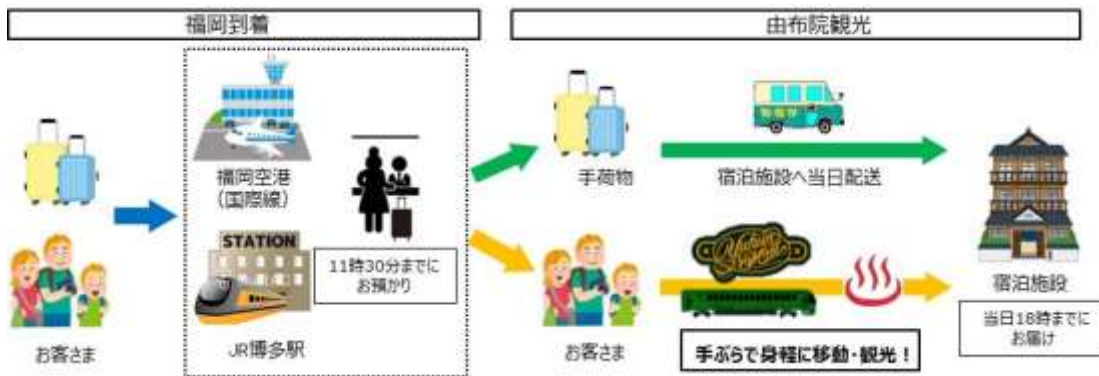 福岡到着
由布院観光
福岡空港
(国際線)
STATION
JR博多駅
11時30分までに
お預かり
お客さま
手荷物
宿泊施設へ当日配送
お客さま
手ぶらで身軽に移動・観光！
宿泊施設
当日18時までに
お届け